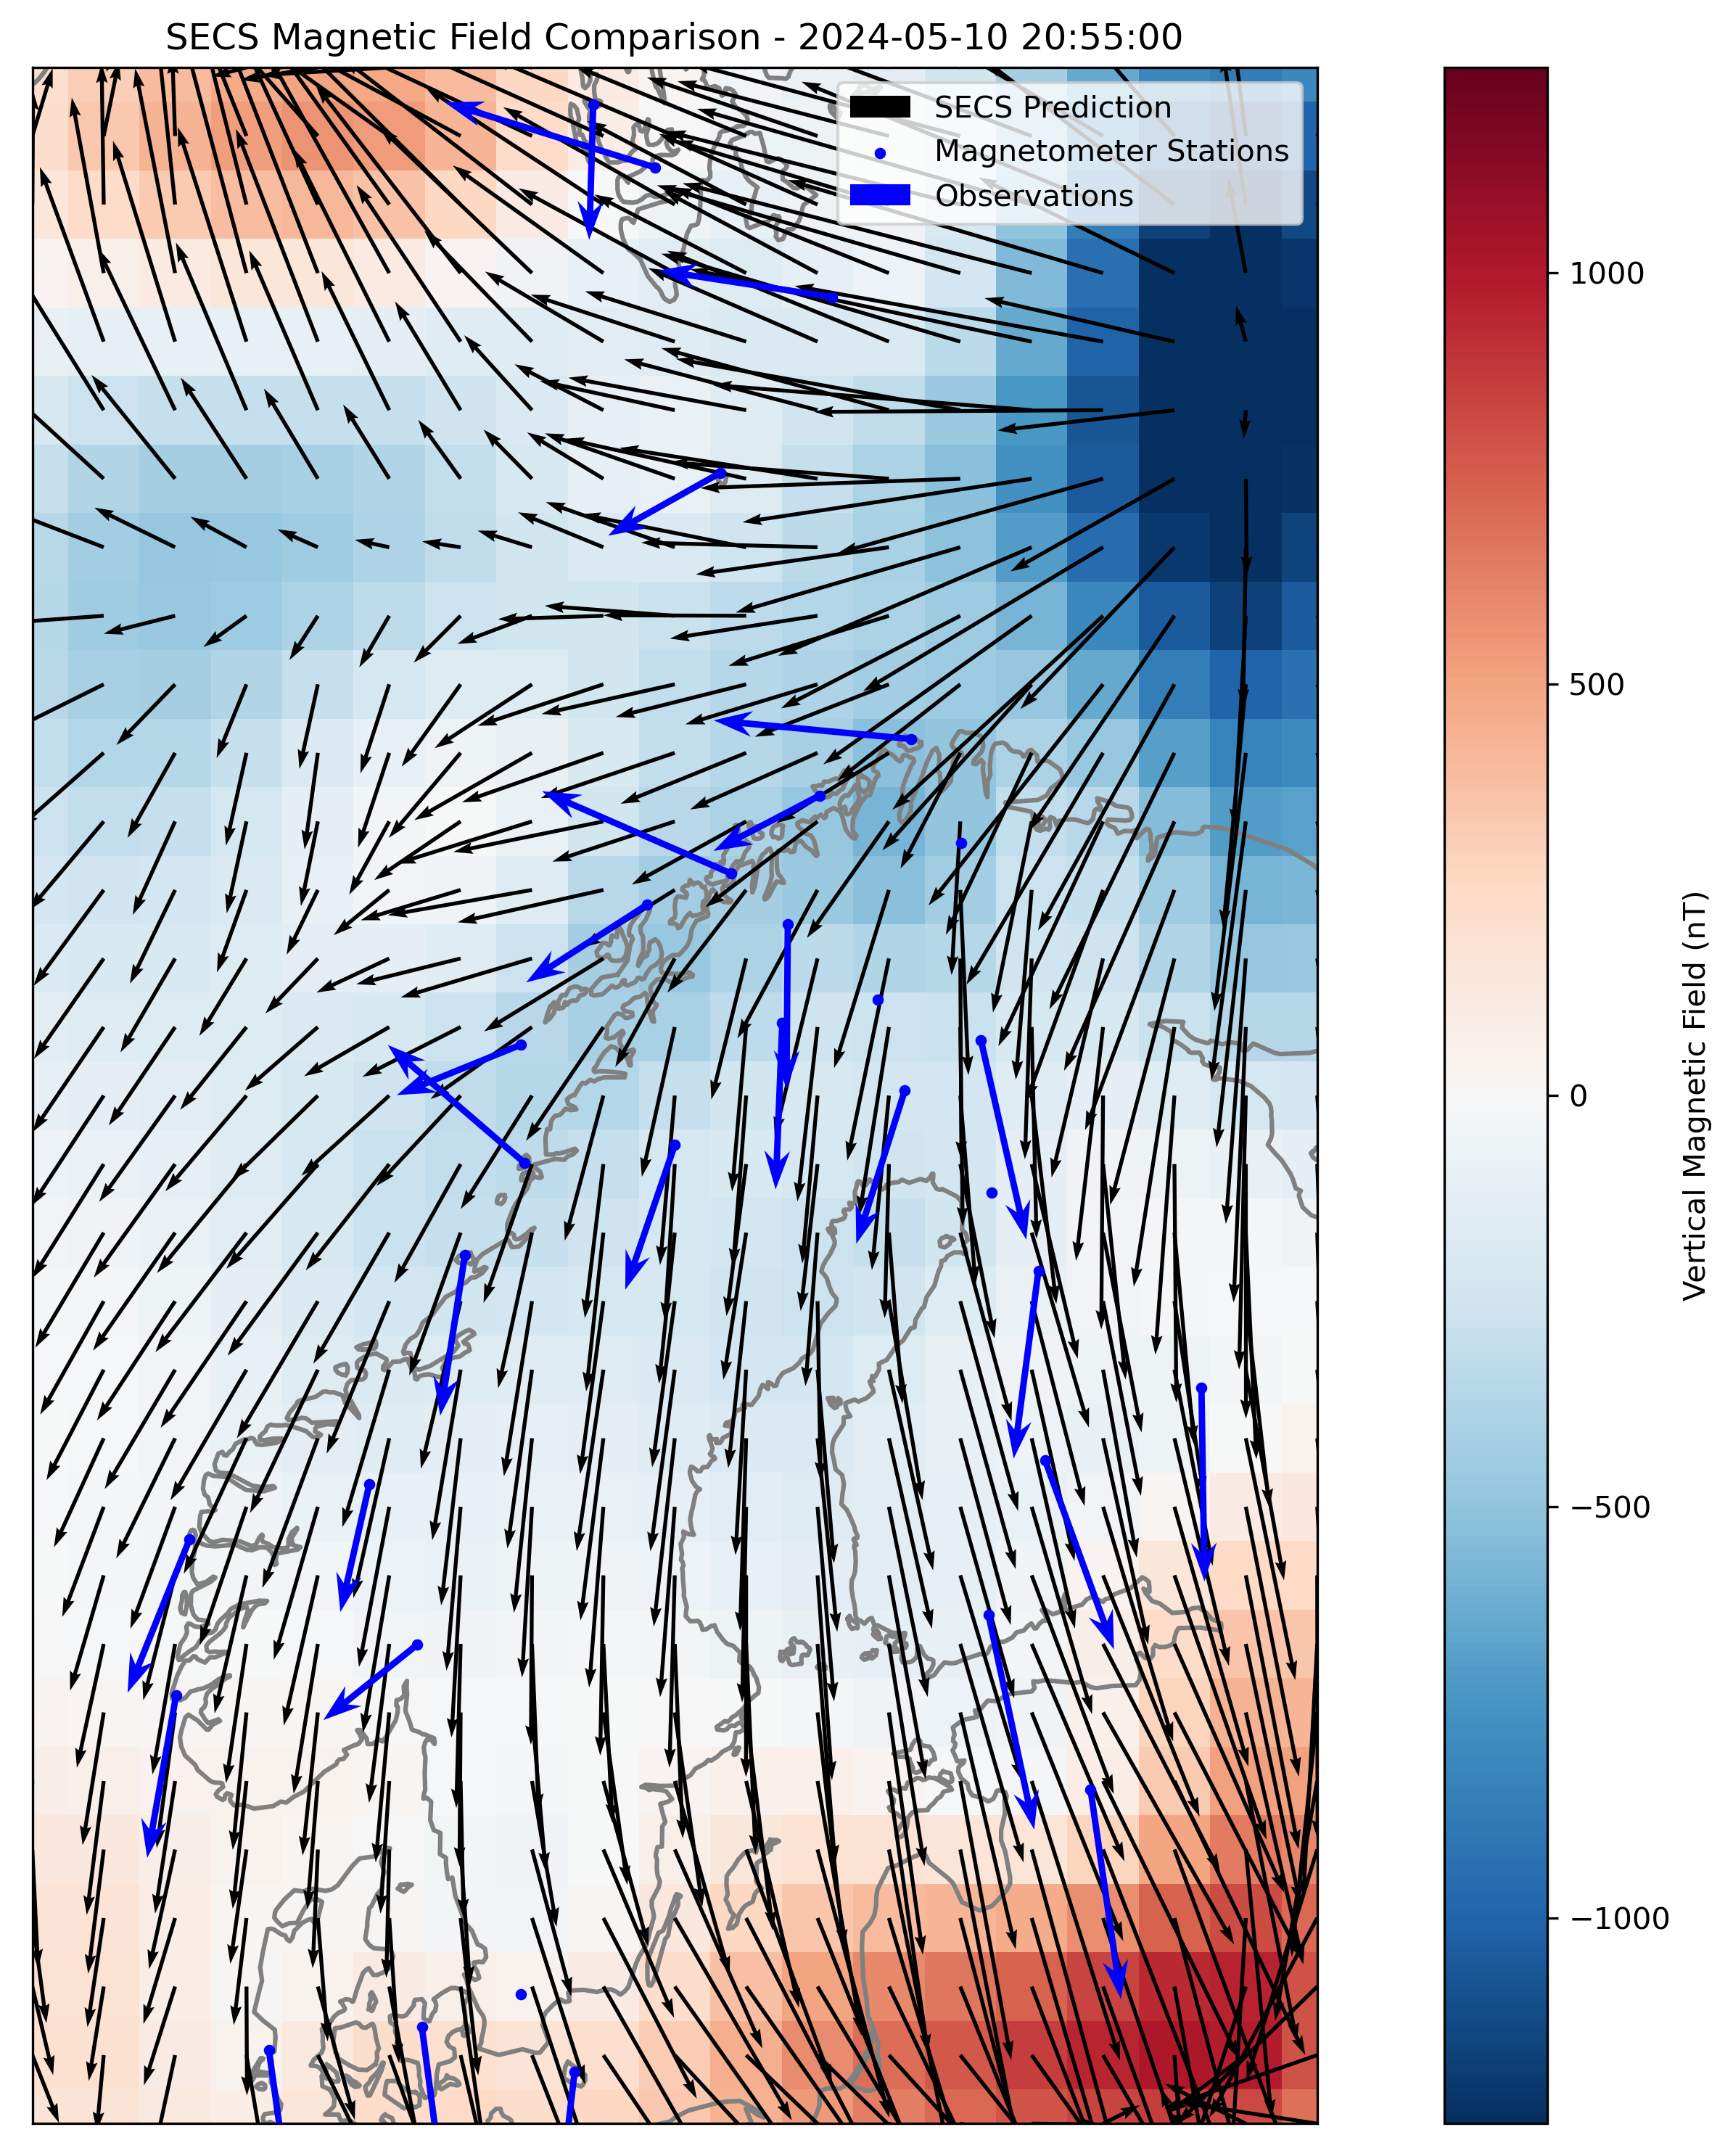 SECS Magnetic Field Comparison - 2024-05-10 20:55:00
SECS Prediction
Magnetometer Stations
Observations
1000
500
0
−500
−1000
Vertical Magnetic Field (nT)